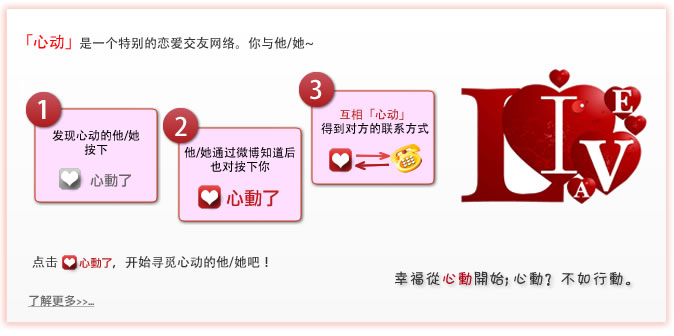 「心动」是一个特别的恋爱交友网络。你与他/她~
1
发现心动的他/她
按下
心動了
2
他/她通过微博知道后
也对按下你
心動了
3
互相「心动」
得到对方的联系方式
L I V E A
点击 心動了，开始寻觅心动的他/她吧！
幸福從心動開始;心動？不如行動。
了解更多>>...